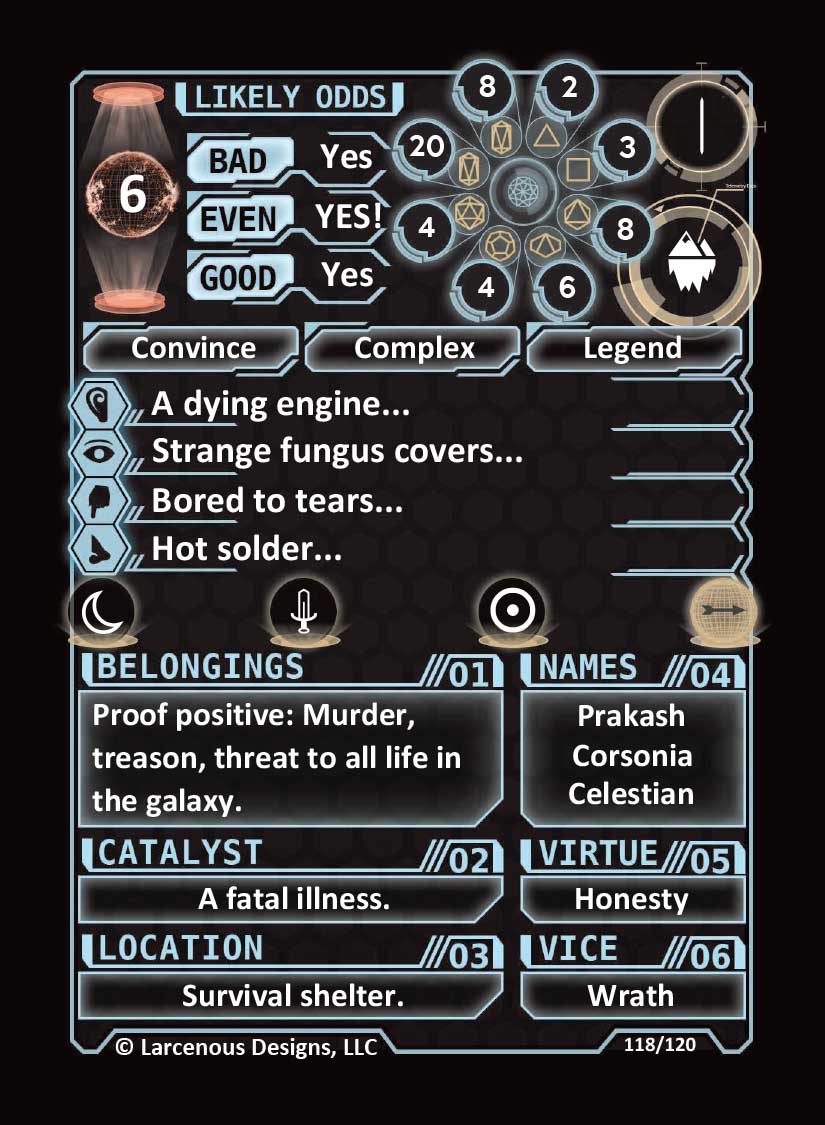 LIKELY ODDS
6
BAD Yes
EVEN YES!
GOOD Yes
8 2
20 3
4 8
4 6
Convince Complex Legend
A dying engine...
Strange fungus covers...
Bored to tears...
Hot solder...
BELONGINGS ///01
Proof positive: Murder,
treason, threat to all life in
the galaxy.
NAMES ///04
Prakash
Corsonia
Celestian
CATALYST ///02
A fatal illness.
VIRTUE ///05
Honesty
LOCATION ///03
Survival shelter.
VICE ///06
Wrath
© Larcenous Designs, LLC
118/120